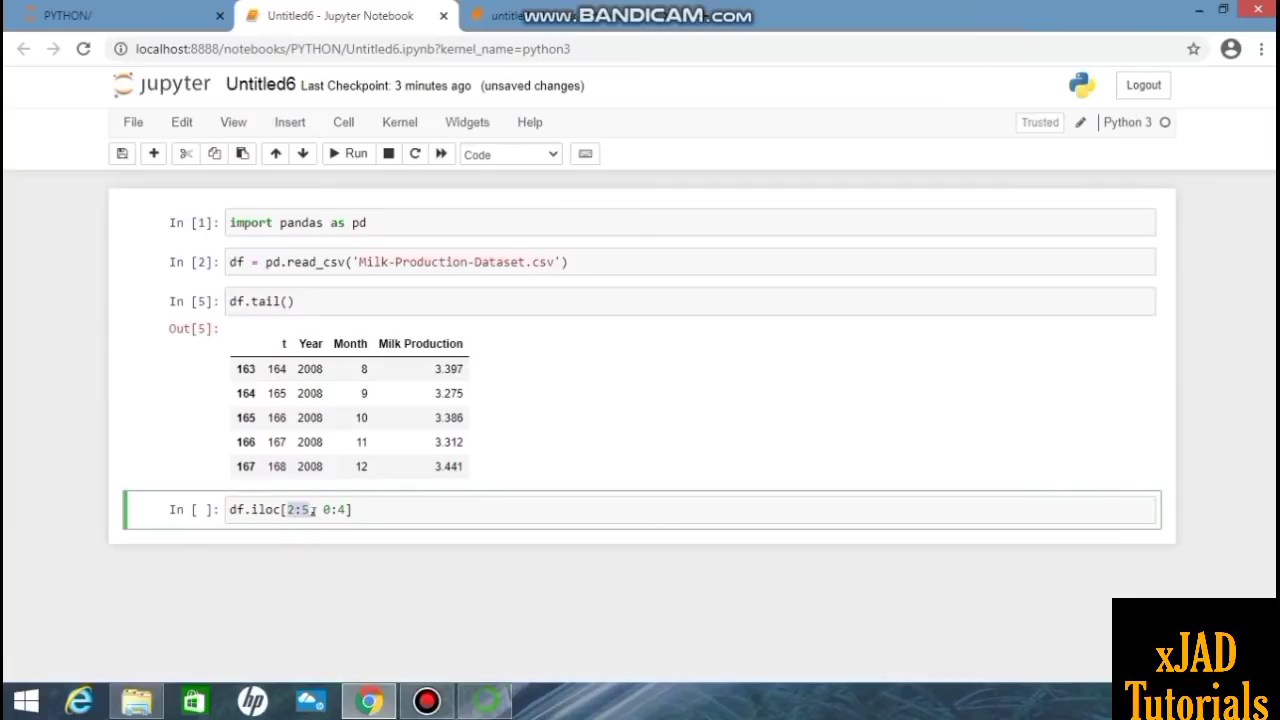 PYTHON/
Untitled6 - Jupyter Notebook
www.BANDICAM.com
localhost:8888/notebooks/PYTHON/Untitled6.ipynb?kernel_name=python3
jupyter Untitled6 Last Checkpoint: 3 minutes ago (unsaved changes)
Logout
File Edit View Insert Cell Kernel Widgets Help
Trusted Python 3
Run Code
In [1]: import pandas as pd
In [2]: df = pd.read_csv('Milk-Production-Dataset.csv')
In [5]: df.tail()
Out[5]:
t Year Month Milk Production
163 164 2008 8 3.397
164 165 2008 9 3.275
165 166 2008 10 3.386
166 167 2008 11 3.312
167 168 2008 12 3.441
In [ ]: df.iloc[2:5, 0:4]
xJAD
Tutorials
hp